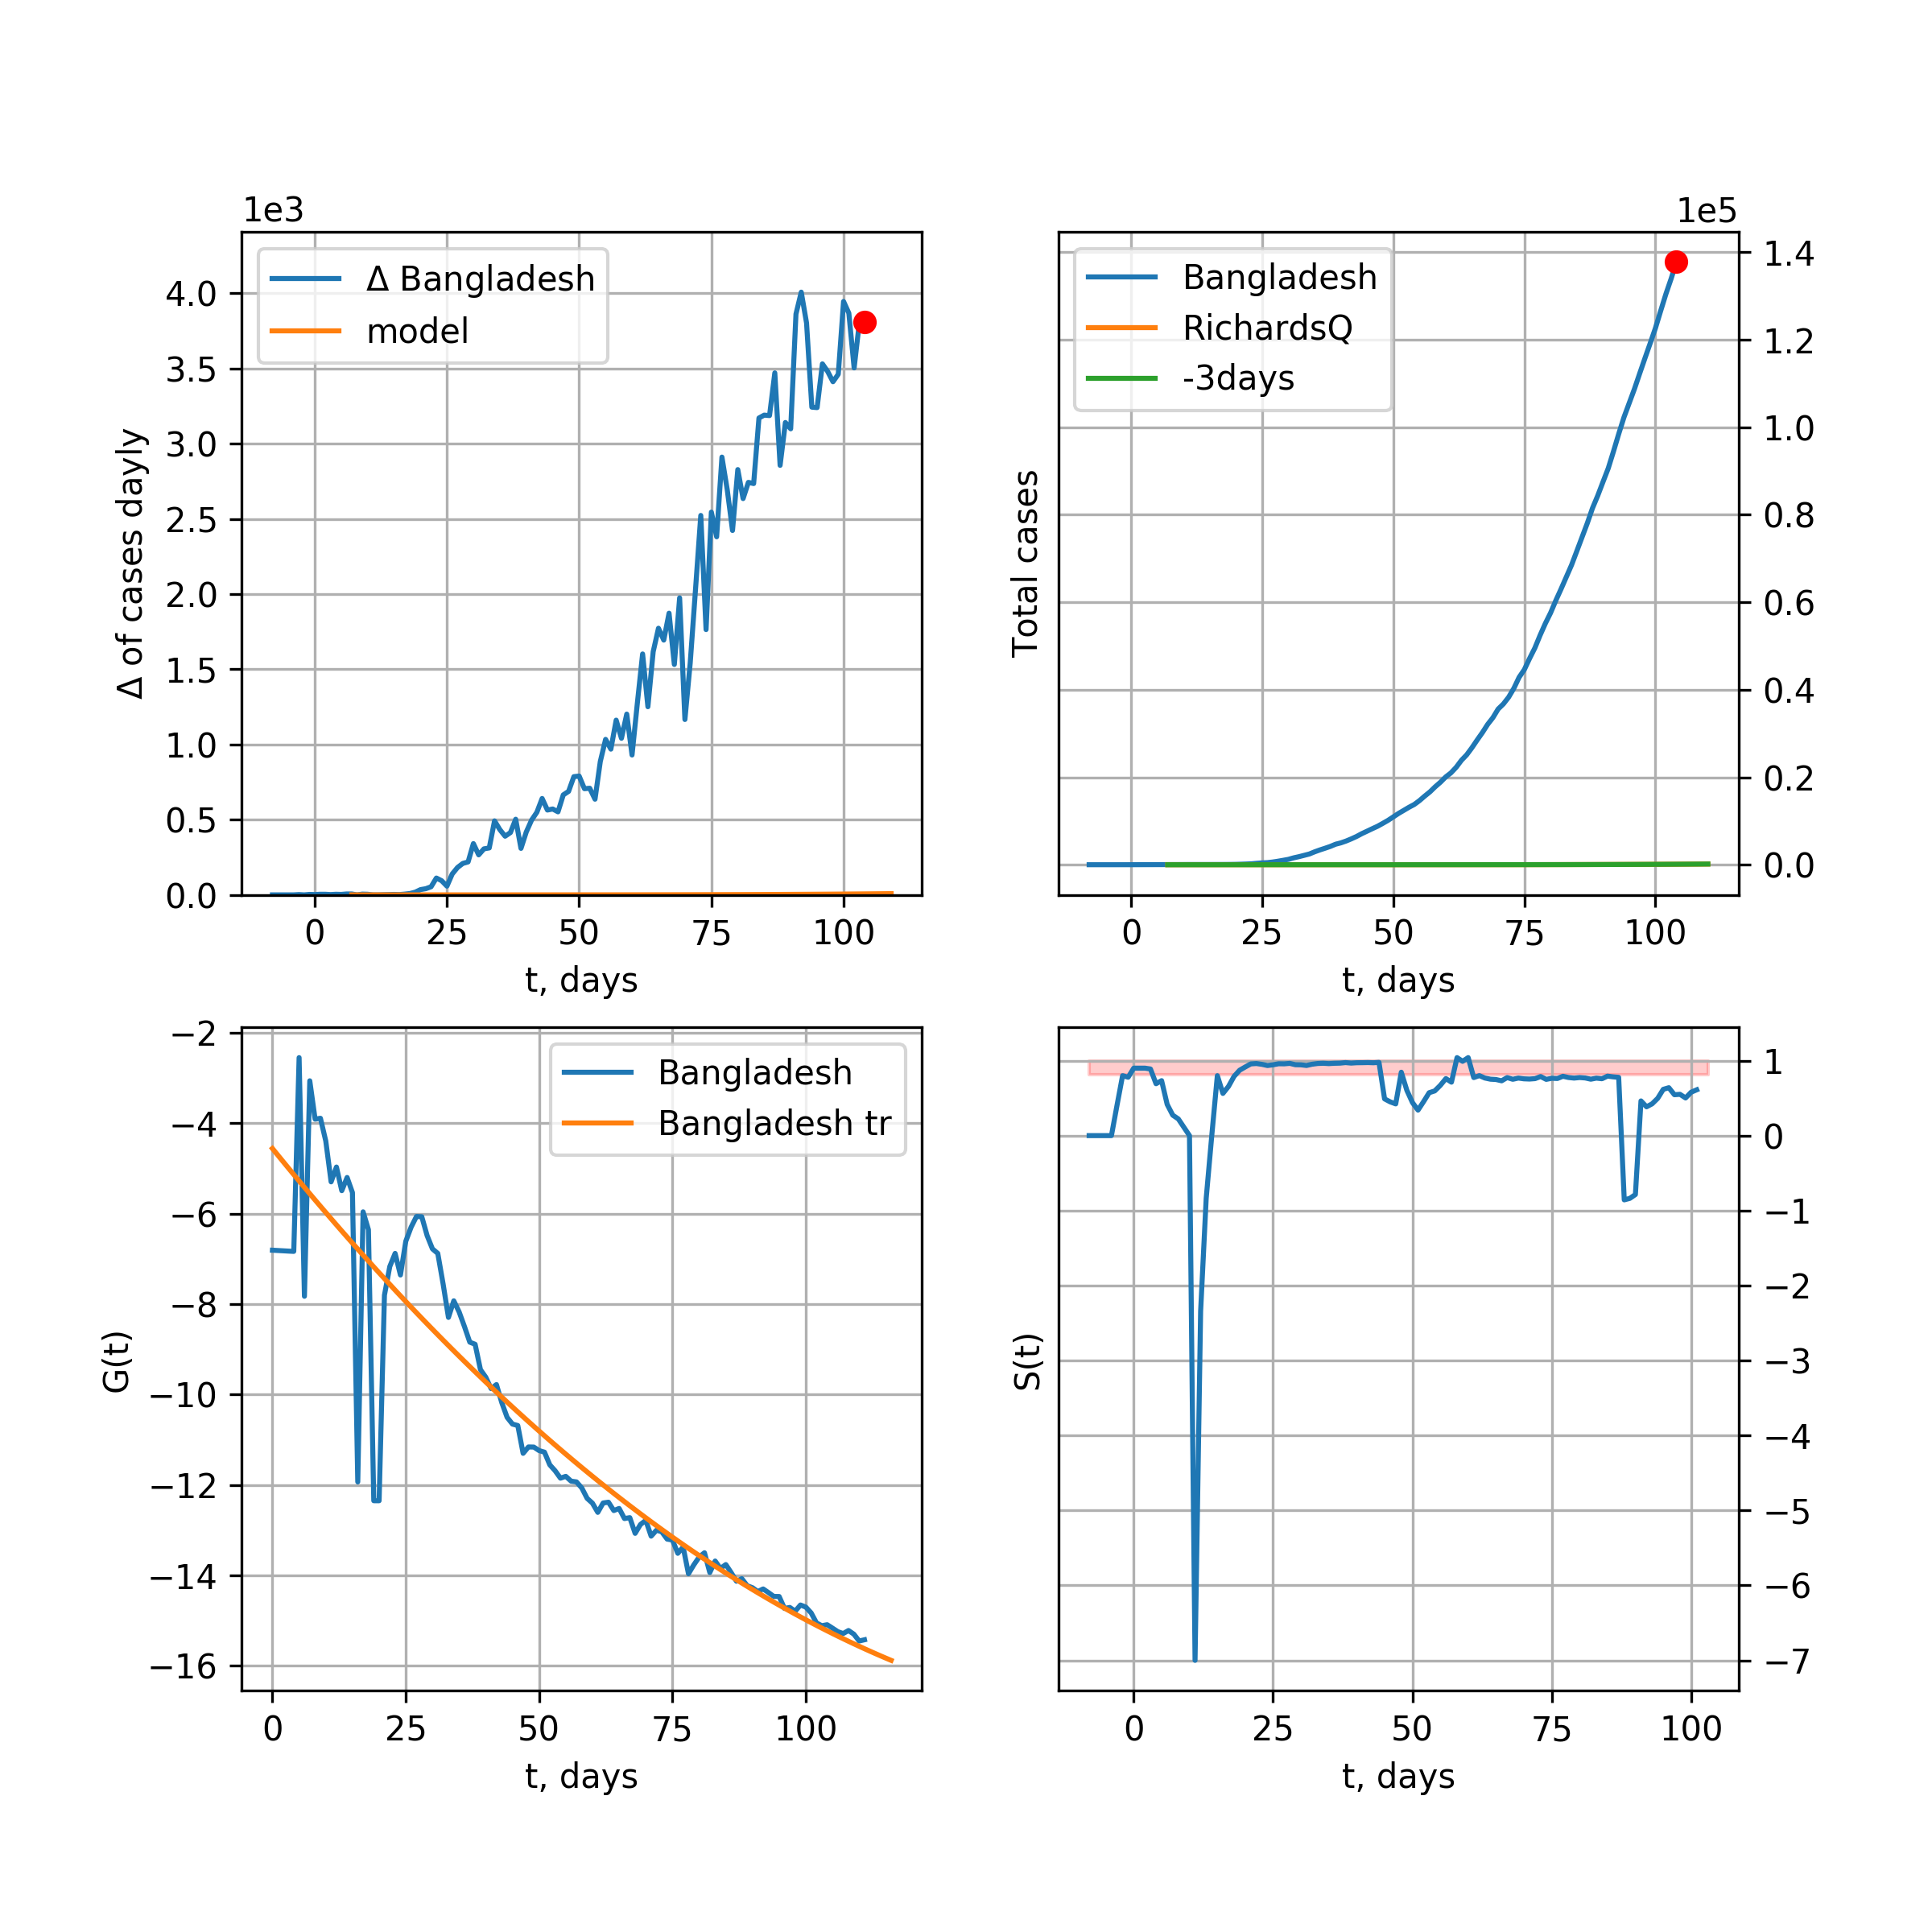 1e3
Δ Bangladesh
model
4.0
3.5
3.0
2.5
2.0
1.5
1.0
0.5
0.0
Δ of cases dayly
0 25 50 75 100
t, days
1e5
Bangladesh
RichardsQ
-3days
1.4
1.2
1.0
0.8
0.6
0.4
0.2
0.0
Total cases
0 25 50 75 100
t, days
Bangladesh
Bangladesh tr
−2
−4
−6
−8
−10
−12
−14
−16
G(t)
0 25 50 75 100
t, days
1
0
−1
−2
−3
−4
−5
−6
−7
S(t)
0 25 50 75 100
t, days